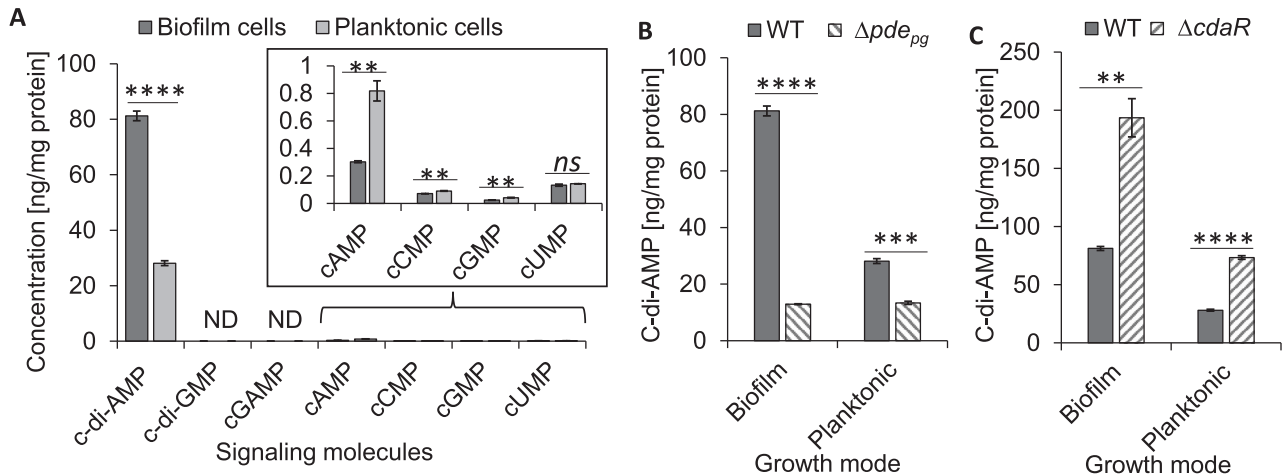 A
Biofilm cells Planktonic cells
Concentration [ng/mg protein]
100
80
60
40
20
0
****
ND
ND
1
0.8
0.6
0.4
0.2
0
**
**
**
ns
cAMP
cCMP
cGMP
cUMP
c-di-AMP
c-di-GMP
cGAMP
cAMP
cCMP
cGMP
cUMP
Signaling molecules
B
WT Δpdepg
C-di-AMP [ng/mg protein]
100
80
60
40
20
0
****
***
Biofilm
Planktonic
Growth mode
C
WT ΔcdaR
C-di-AMP [ng/mg protein]
250
200
150
100
50
0
**
****
Biofilm
Planktonic
Growth mode